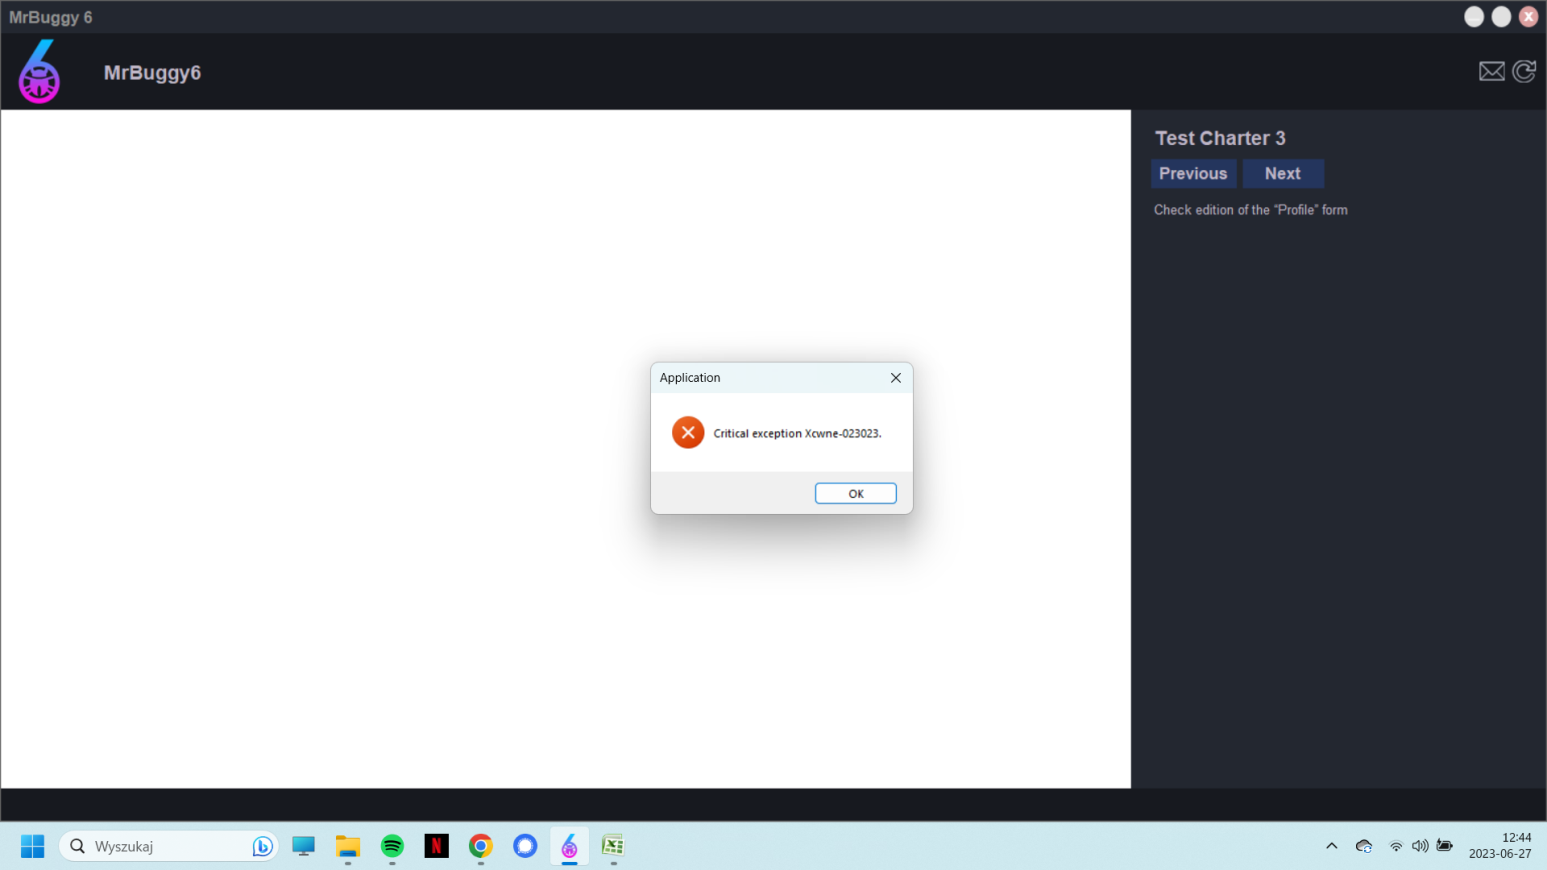 MrBuggy 6
MrBuggy6
Test Charter 3
Previous
Next
Check edition of the “Profile” form
Application
Critical exception Xcwne-023023.
OK
Wyszukaj
12:44
2023-06-27